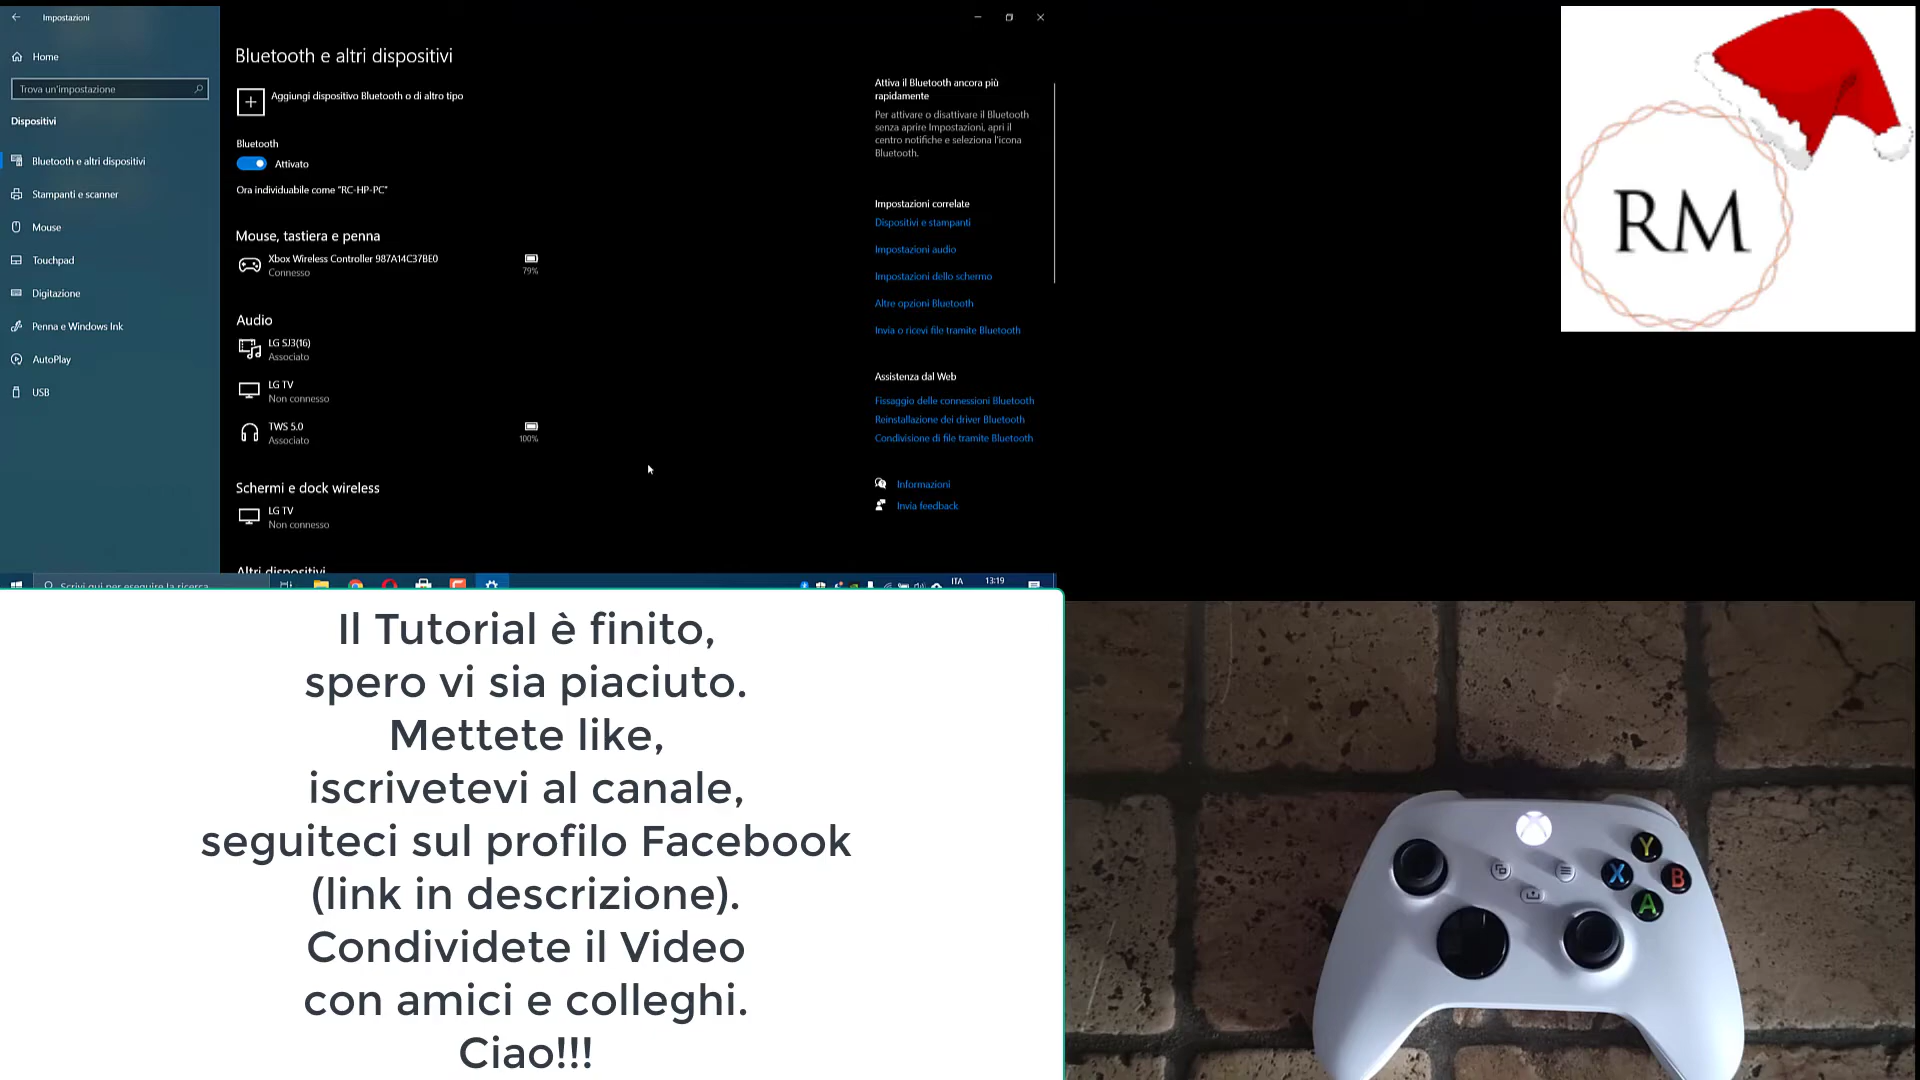 Impostazioni
Home
Trova un'impostazione
Dispositivi
Bluetooth e altri dispositivi
Stampanti e scanner
Mouse
Touchpad
Digitazione
Penna e Windows Ink
AutoPlay
USB
Bluetooth e altri dispositivi
Aggiungi dispositivo Bluetooth o di altro tipo
Bluetooth
Attivato
Ora individuabile come "RC-HP-PC"
Mouse, tastiera e penna
Xbox Wireless Controller 987A14C37BE0
Connesso
79%
Audio
LG SJ3(16)
Associato
LG TV
Non connesso
TWS 5.0
Associato
100%
Schermi e dock wireless
LG TV
Non connesso
Altri dispositivi
Attiva il Bluetooth ancora più
rapidamente
Per attivare o disattivare il Bluetooth
senza aprire Impostazioni, apri il
centro notifiche e seleziona l'icona
Bluetooth.
Impostazioni correlate
Dispositivi e stampanti
Impostazioni audio
Impostazioni dello schermo
Altre opzioni Bluetooth
Invia o ricevi file tramite Bluetooth
Assistenza dal Web
Fissaggio delle connessioni Bluetooth
Reinstallazione dei driver Bluetooth
Condivisione di file tramite Bluetooth
Informazioni
Invia feedback
Scrivi qui per eseguire la ricerca
ITA
13:19
RM
Il Tutorial è finito,
spero vi sia piaciuto.
Mettete like,
iscrivetevi al canale,
seguiteci sul profilo Facebook
(link in descrizione).
Condividete il Video
con amici e colleghi.
Ciao!!!
Y
X
B
A